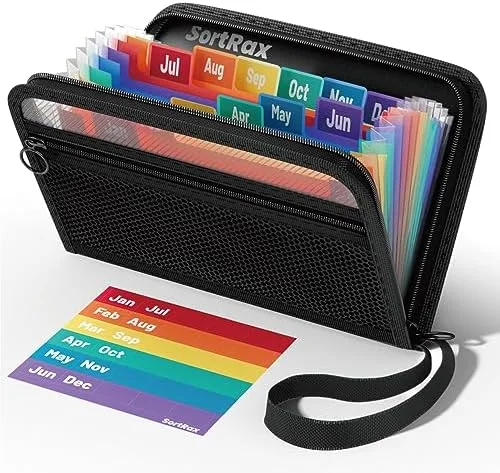 SortRax
Jul Aug Sep Oct Nov D
Apr May Jun
Jan Jul
Feb Aug
Mar Sep
Apr Oct
May Nov
Jun Dec
SortRax